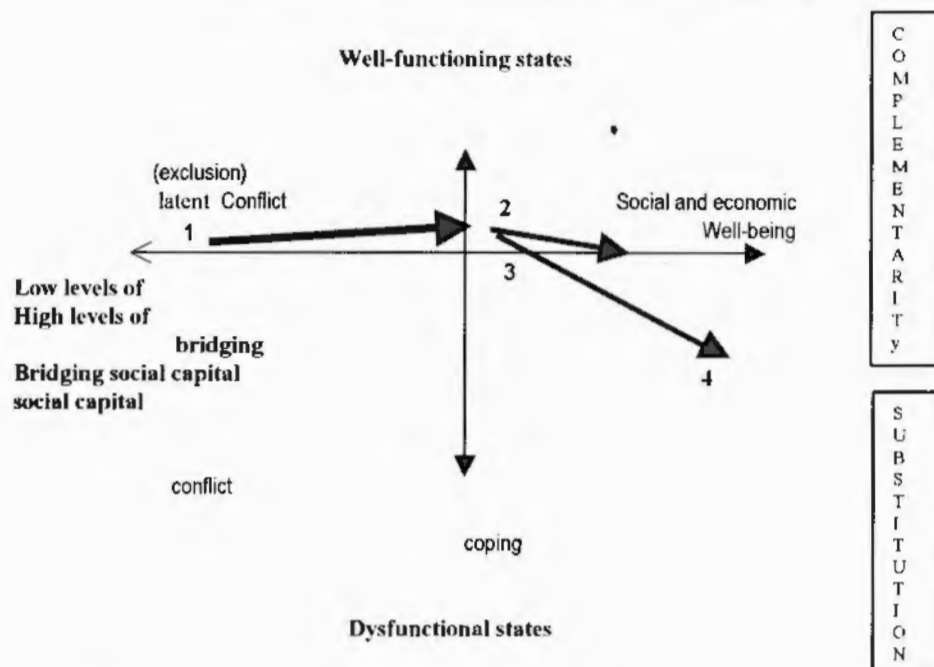 Well-functioning states
(exclusion)
latent Conflict
1
2
Social and economic
Well-being
3
Low levels of
High levels of
bridging
Bridging social capital
social capital
4
conflict
coping
Dysfunctional states
COMPLEMENTARITy
SUBSTITUTION